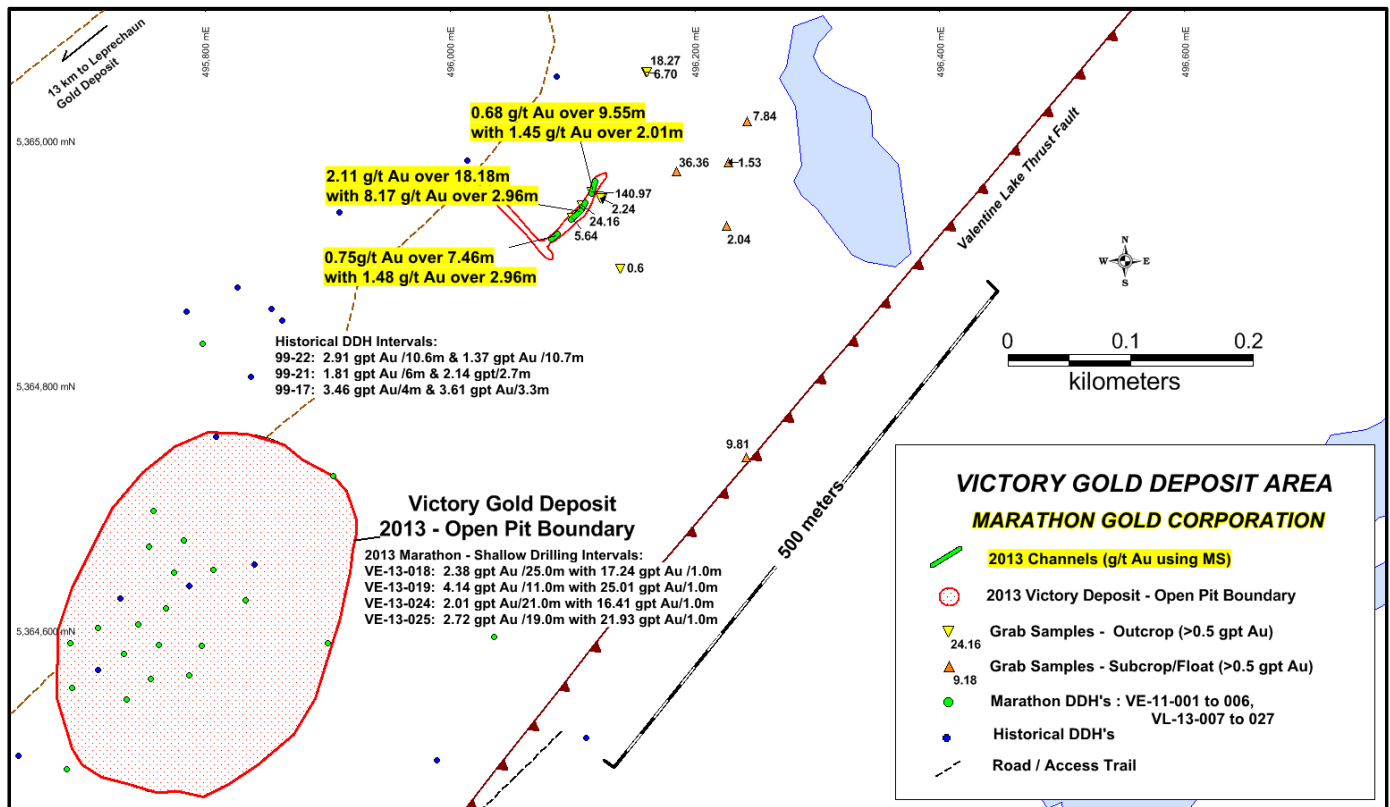 13 km to Leprechaun
Gold Deposit
495,800 mE
496,000 mE
496,200 mE
496,400 mE
496,600 mE
18.27
6.70
0.68 g/t Au over 9.55m
with 1.45 g/t Au over 2.01m
7.84
5,365,000 mN
36.36
1.53
2.11 g/t Au over 18.18m
with 8.17 g/t Au over 2.96m
140.97
2.24
24.16
5.64
2.04
Valentine Lake Thrust Fault
0.75g/t Au over 7.46m
with 1.48 g/t Au over 2.96m
0.6
N
W E
S
Historical DDH Intervals:
99-22: 2.91 gpt Au /10.6m & 1.37 gpt Au /10.7m
99-21: 1.81 gpt Au /6m & 2.14 gpt/2.7m
99-17: 3.46 gpt Au/4m & 3.61 gpt Au/3.3m
0 0.1 0.2
kilometers
5,364,800 mN
9.81
500 meters
Victory Gold Deposit
2013 - Open Pit Boundary
2013 Marathon - Shallow Drilling Intervals:
VE-13-018: 2.38 gpt Au /25.0m with 17.24 gpt Au /1.0m
VE-13-019: 4.14 gpt Au /11.0m with 25.01 gpt Au/1.0m
VE-13-024: 2.01 gpt Au/21.0m with 16.41 gpt Au/1.0m
VE-13-025: 2.72 gpt Au /19.0m with 21.93 gpt Au/1.0m
5,364,600 mN
VICTORY GOLD DEPOSIT AREA
MARATHON GOLD CORPORATION
2013 Channels (g/t Au using MS)
2013 Victory Deposit - Open Pit Boundary
24.16 Grab Samples - Outcrop (>0.5 gpt Au)
9.18 Grab Samples - Subcrop/Float (>0.5 gpt Au)
Marathon DDH's : VE-11-001 to 006,
VL-13-007 to 027
Historical DDH's
Road / Access Trail